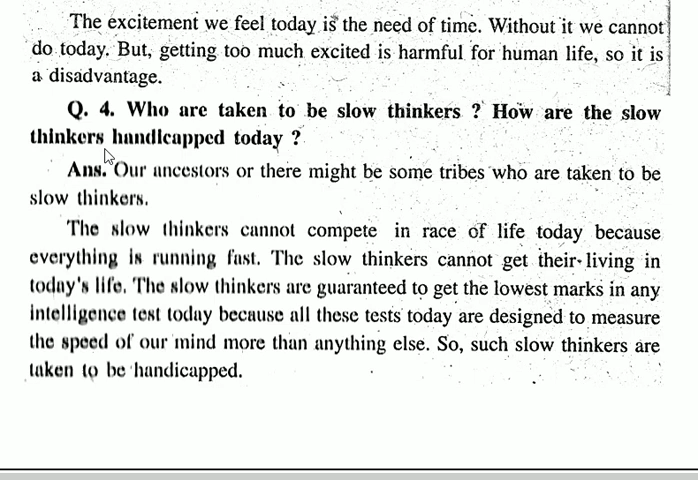 The excitement we feel today is the need of time. Without it we cannot
do today. But, getting too much excited is harmful for human life, so it is
a disadvantage.
Q. 4. Who are taken to be slow thinkers ? How are the slow
thinkers handicapped today ?
Ans. Our ancestors or there might be some tribes who are taken to be
slow thinkers.
The slow thinkers cannot compete in race of life today because
everything is running fast. The slow thinkers cannot get their living in
today's life. The slow thinkers are guaranteed to get the lowest marks in any
intelligence test today because all these tests today are designed to measure
the speed of our mind more than anything else. So, such slow thinkers are
taken to be handicapped.